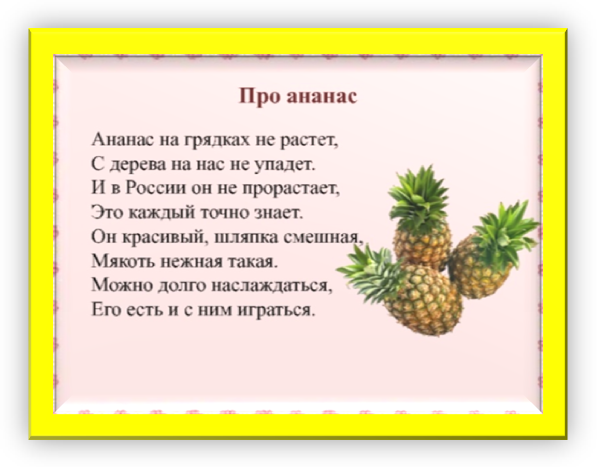 Про ананас
Ананас на грядках не растет,
С дерева на нас не упадет.
И в России он не прорастает,
Это каждый точно знает.
Он красивый, шляпка смешная,
Мякоть нежная такая.
Можно долго наслаждаться,
Его есть и с ним играться.